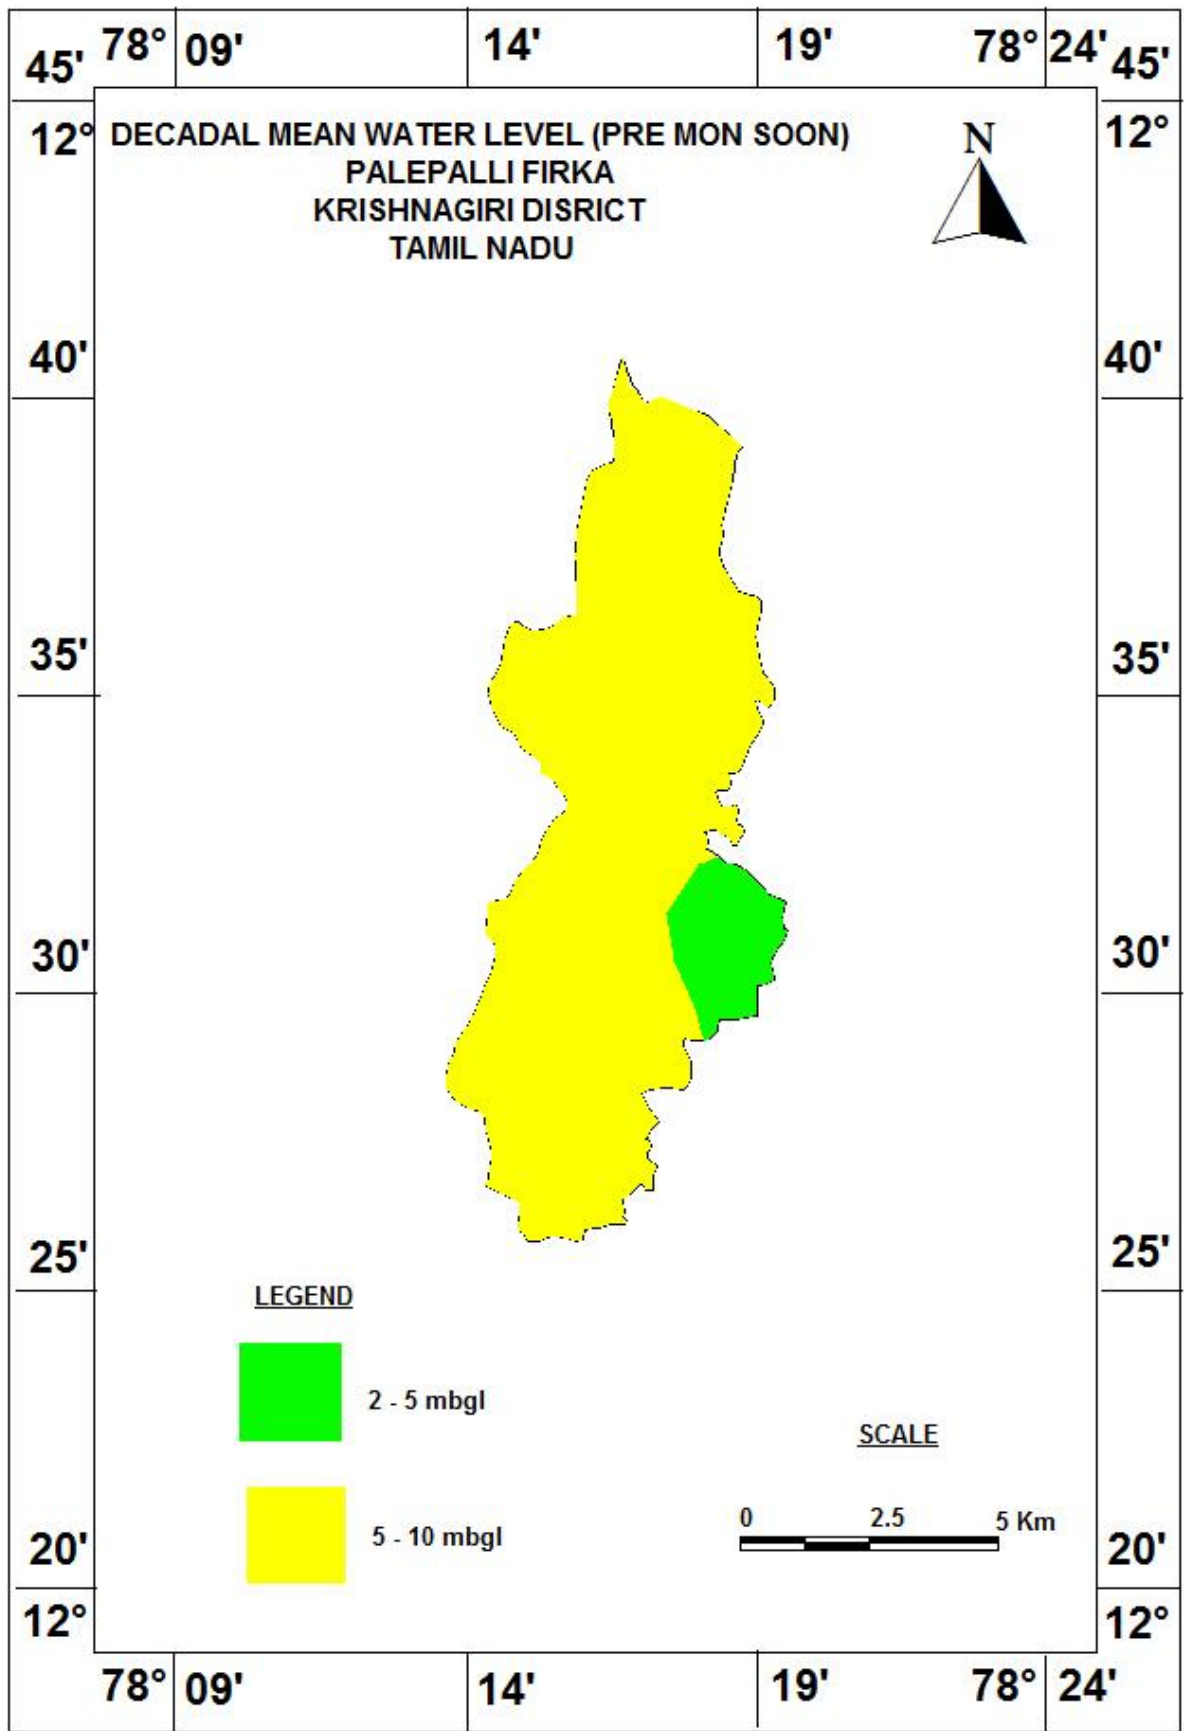 78° 09' 14' 19' 78° 24'
45' 45'
12° 12°
DECADAL MEAN WATER LEVEL (PRE MON SOON)
PALEPALLI FIRKA
KRISHNAGIRI DISRICT
TAMIL NADU
N
40' 40'
35' 35'
30' 30'
25' 25'
LEGEND
2 - 5 mbgl
SCALE
0 2.5 5 Km
5 - 10 mbgl
20' 20'
12° 12°
78° 09' 14' 19' 78° 24'